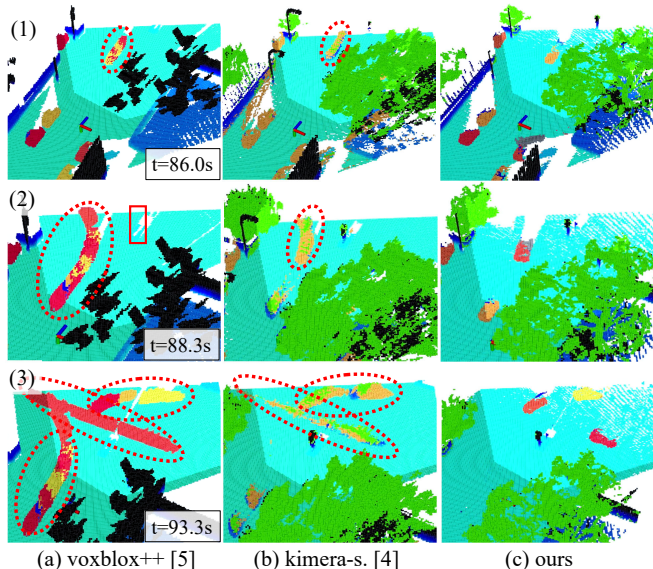 (1)
t=86.0s
(2)
t=88.3s
(3)
t=93.3s
(a) voxblox++ [5] (b) kimera-s. [4] (c) ours